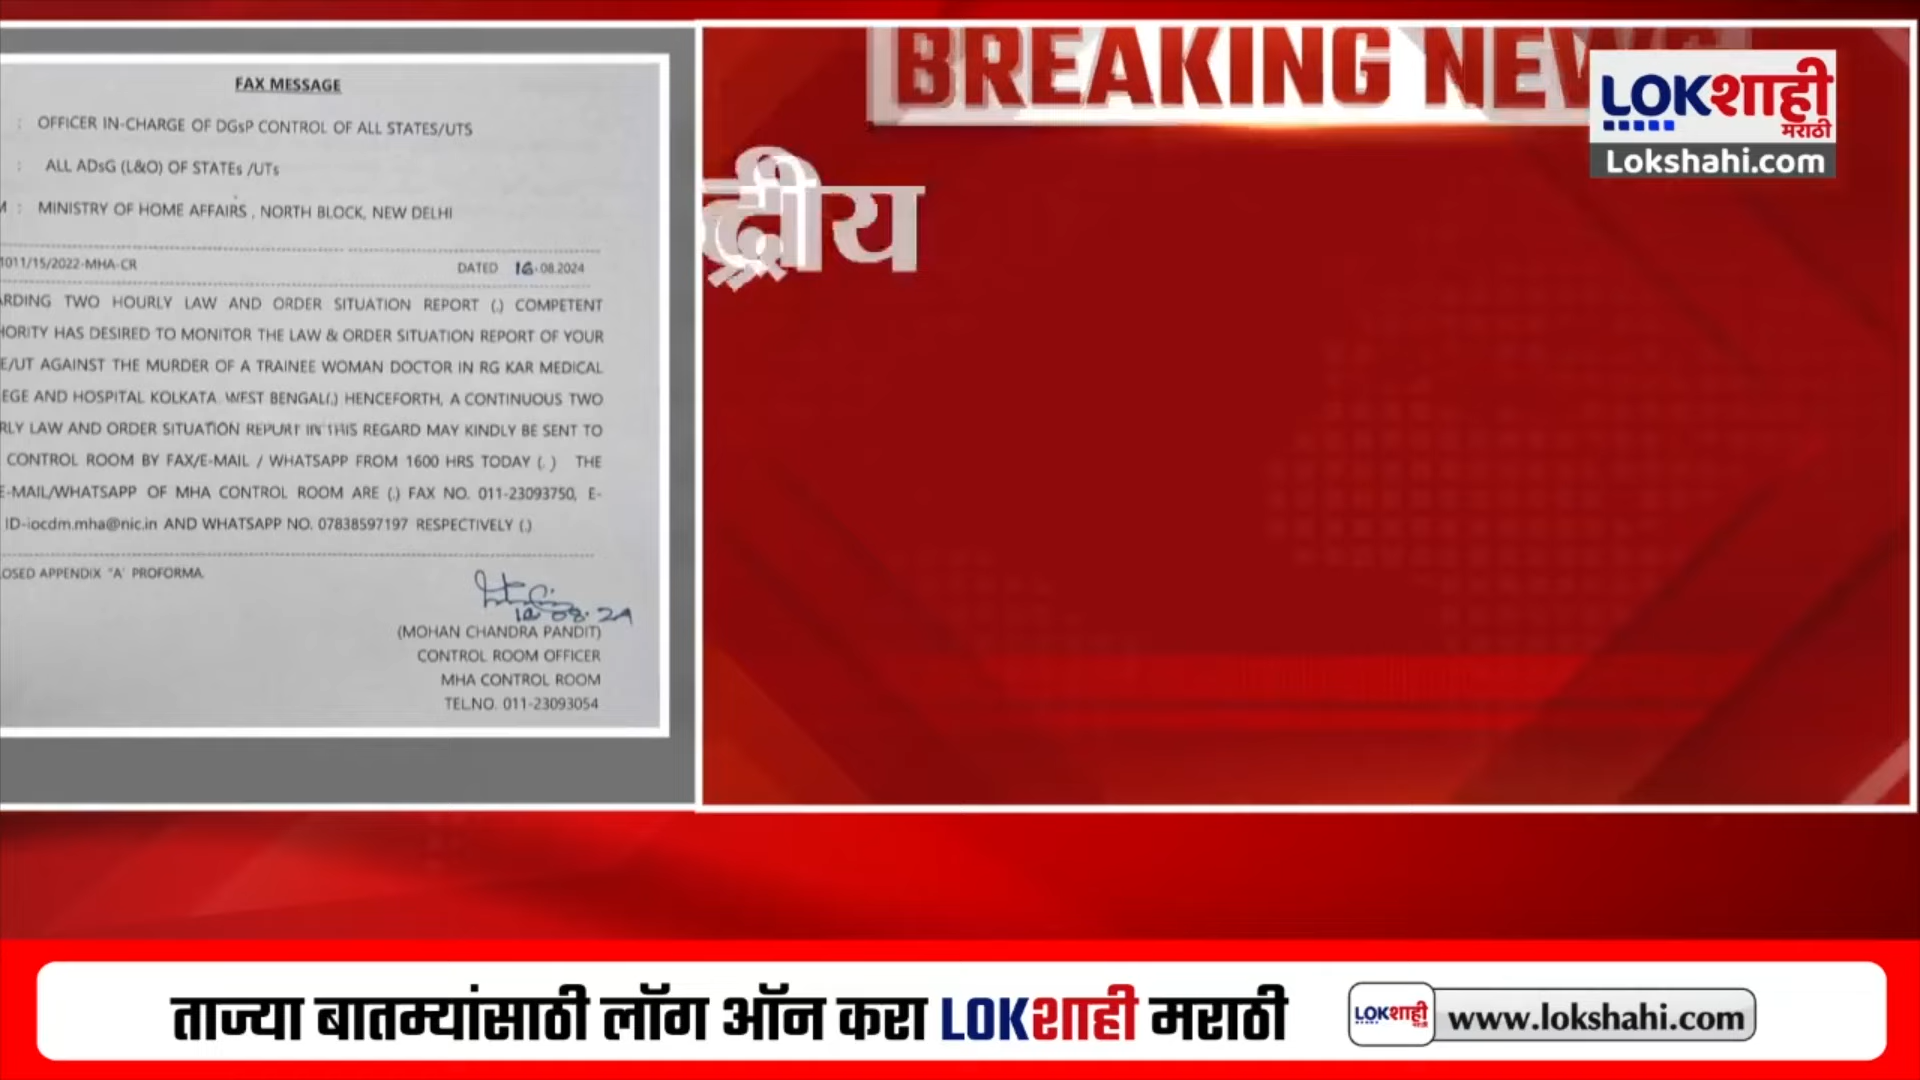 FAX MESSAGE
: OFFICER IN-CHARGE OF DGsP CONTROL OF ALL STATES/UTS
: ALL ADsG (L&O) OF STATEs /UTs
M : MINISTRY OF HOME AFFAIRS , NORTH BLOCK, NEW DELHI
1011/15/2022-MHA-CR DATED 16.08.2024
ARDING TWO HOURLY LAW AND ORDER SITUATION REPORT (.) COMPETENT
HORITY HAS DESIRED TO MONITOR THE LAW & ORDER SITUATION REPORT OF YOUR
E/UT AGAINST THE MURDER OF A TRAINEE WOMAN DOCTOR IN RG KAR MEDICAL
EGE AND HOSPITAL KOLKATA. WEST BENGAL(.) HENCEFORTH, A CONTINUOUS TWO
RLY LAW AND ORDER SITUATION REPORT IN THIS REGARD MAY KINDLY BE SENT TO
CONTROL ROOM BY FAX/E-MAIL / WHATSAPP FROM 1600 HRS TODAY (. ) THE
E-MAIL/WHATSAPP OF MHA CONTROL ROOM ARE (.) FAX NO. 011-23093750, E-
ID-iocdm.mha@nic.in AND WHATSAPP NO. 07838597197 RESPECTIVELY (.)
OSED APPENDIX "A' PROFORMA.
(MOHAN CHANDRA PANDIT)
CONTROL ROOM OFFICER
MHA CONTROL ROOM
TEL.NO. 011-23093054
BREAKING NEWS
LOKशाही
मराठी
Lokshahi.com
द्रीय
ताज्या बातम्यांसाठी लॉग ऑन करा LOKशाही मराठी
LOKशाही www.lokshahi.com